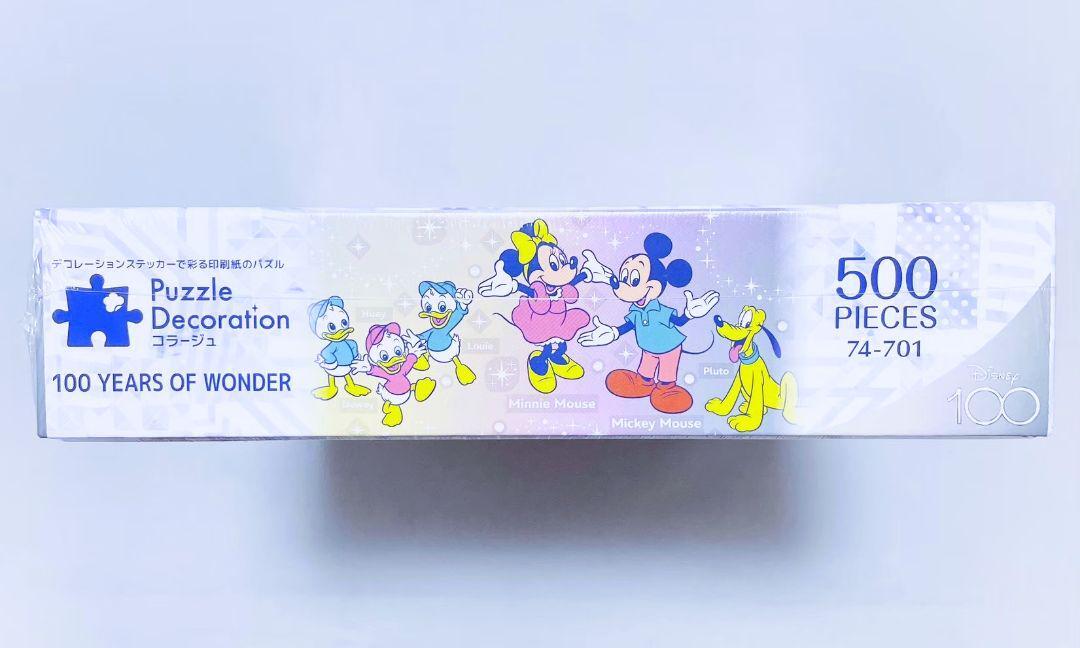 デコレーションステッカーで彩る印刷紙のパズル
Puzzle
Decoration
コラージュ
100 YEARS OF WONDER
Huey
Louie
Dewey
Minnie Mouse
Mickey Mouse
Pluto
500
PIECES
74-701
Disney
100